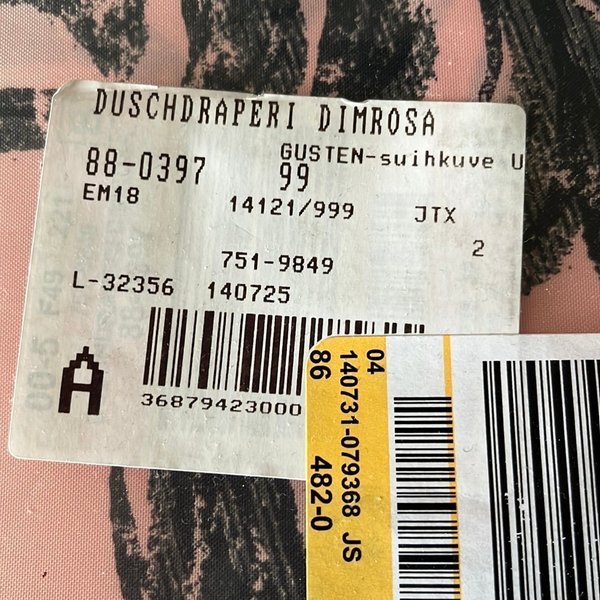 DUSCHDRAPERI DIMROSA
GUSTEN-suihkuve U
88-0397 99
EM18 14121/999 JTX
2
751-9849
L-32356 140725
Å
36879423000
04
140731-079368 JS
86 482-0